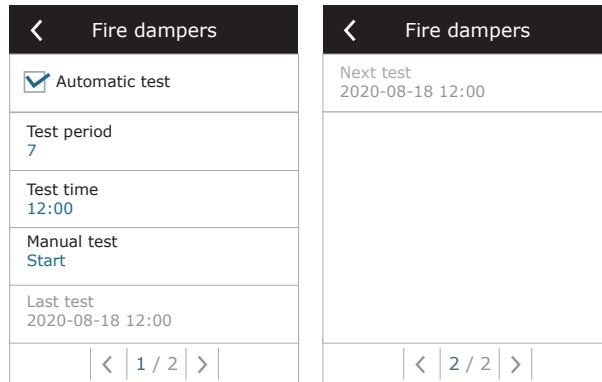 Fire dampers
Automatic test
Test period
7
Test time
12:00
Manual test
Start
Last test
2020-08-18 12:00
1 / 2
Fire dampers
Next test
2020-08-18 12:00
2 / 2